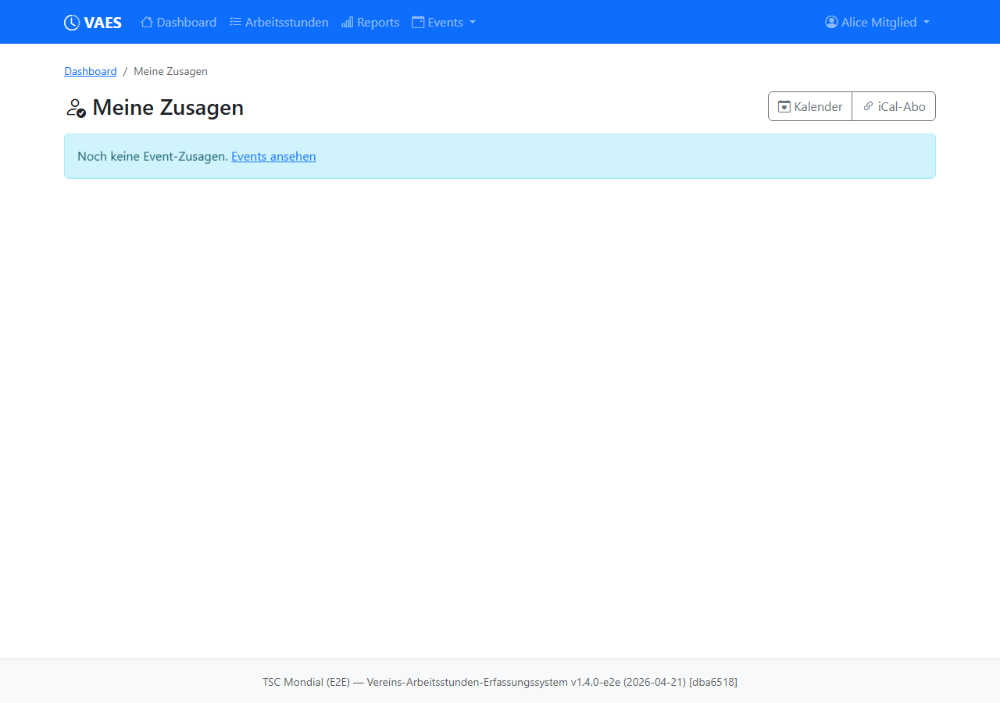 VAES Dashboard Arbeitsstunden Reports Events Alice Mitglied
Dashboard / Meine Zusagen
Meine Zusagen
Kalender iCal-Abo
Noch keine Event-Zusagen. Events ansehen
TSC Mondial (E2E) — Vereins-Arbeitsstunden-Erfassungssystem v1.4.0-e2e (2026-04-21) [dba6518]